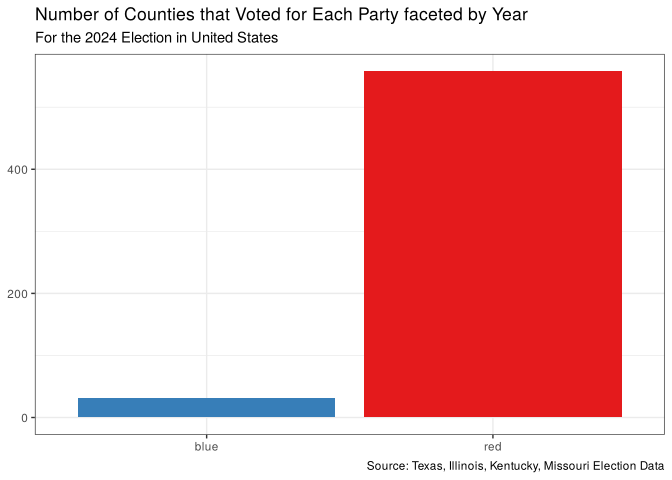 Number of Counties that Voted for Each Party faceted by Year
For the 2024 Election in United States
400
200
0
blue
red
Source: Texas, Illinois, Kentucky, Missouri Election Data